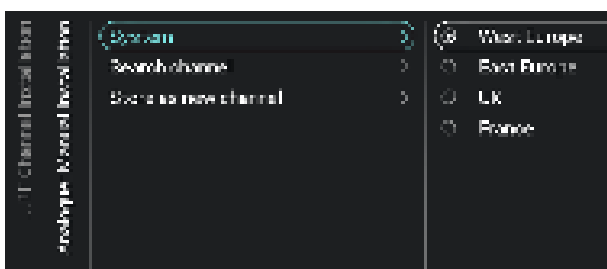 Channel Installation
Analogue: Manual Installation
System
Search channel
Store as new channel
West Europe
East Europe
UK
France